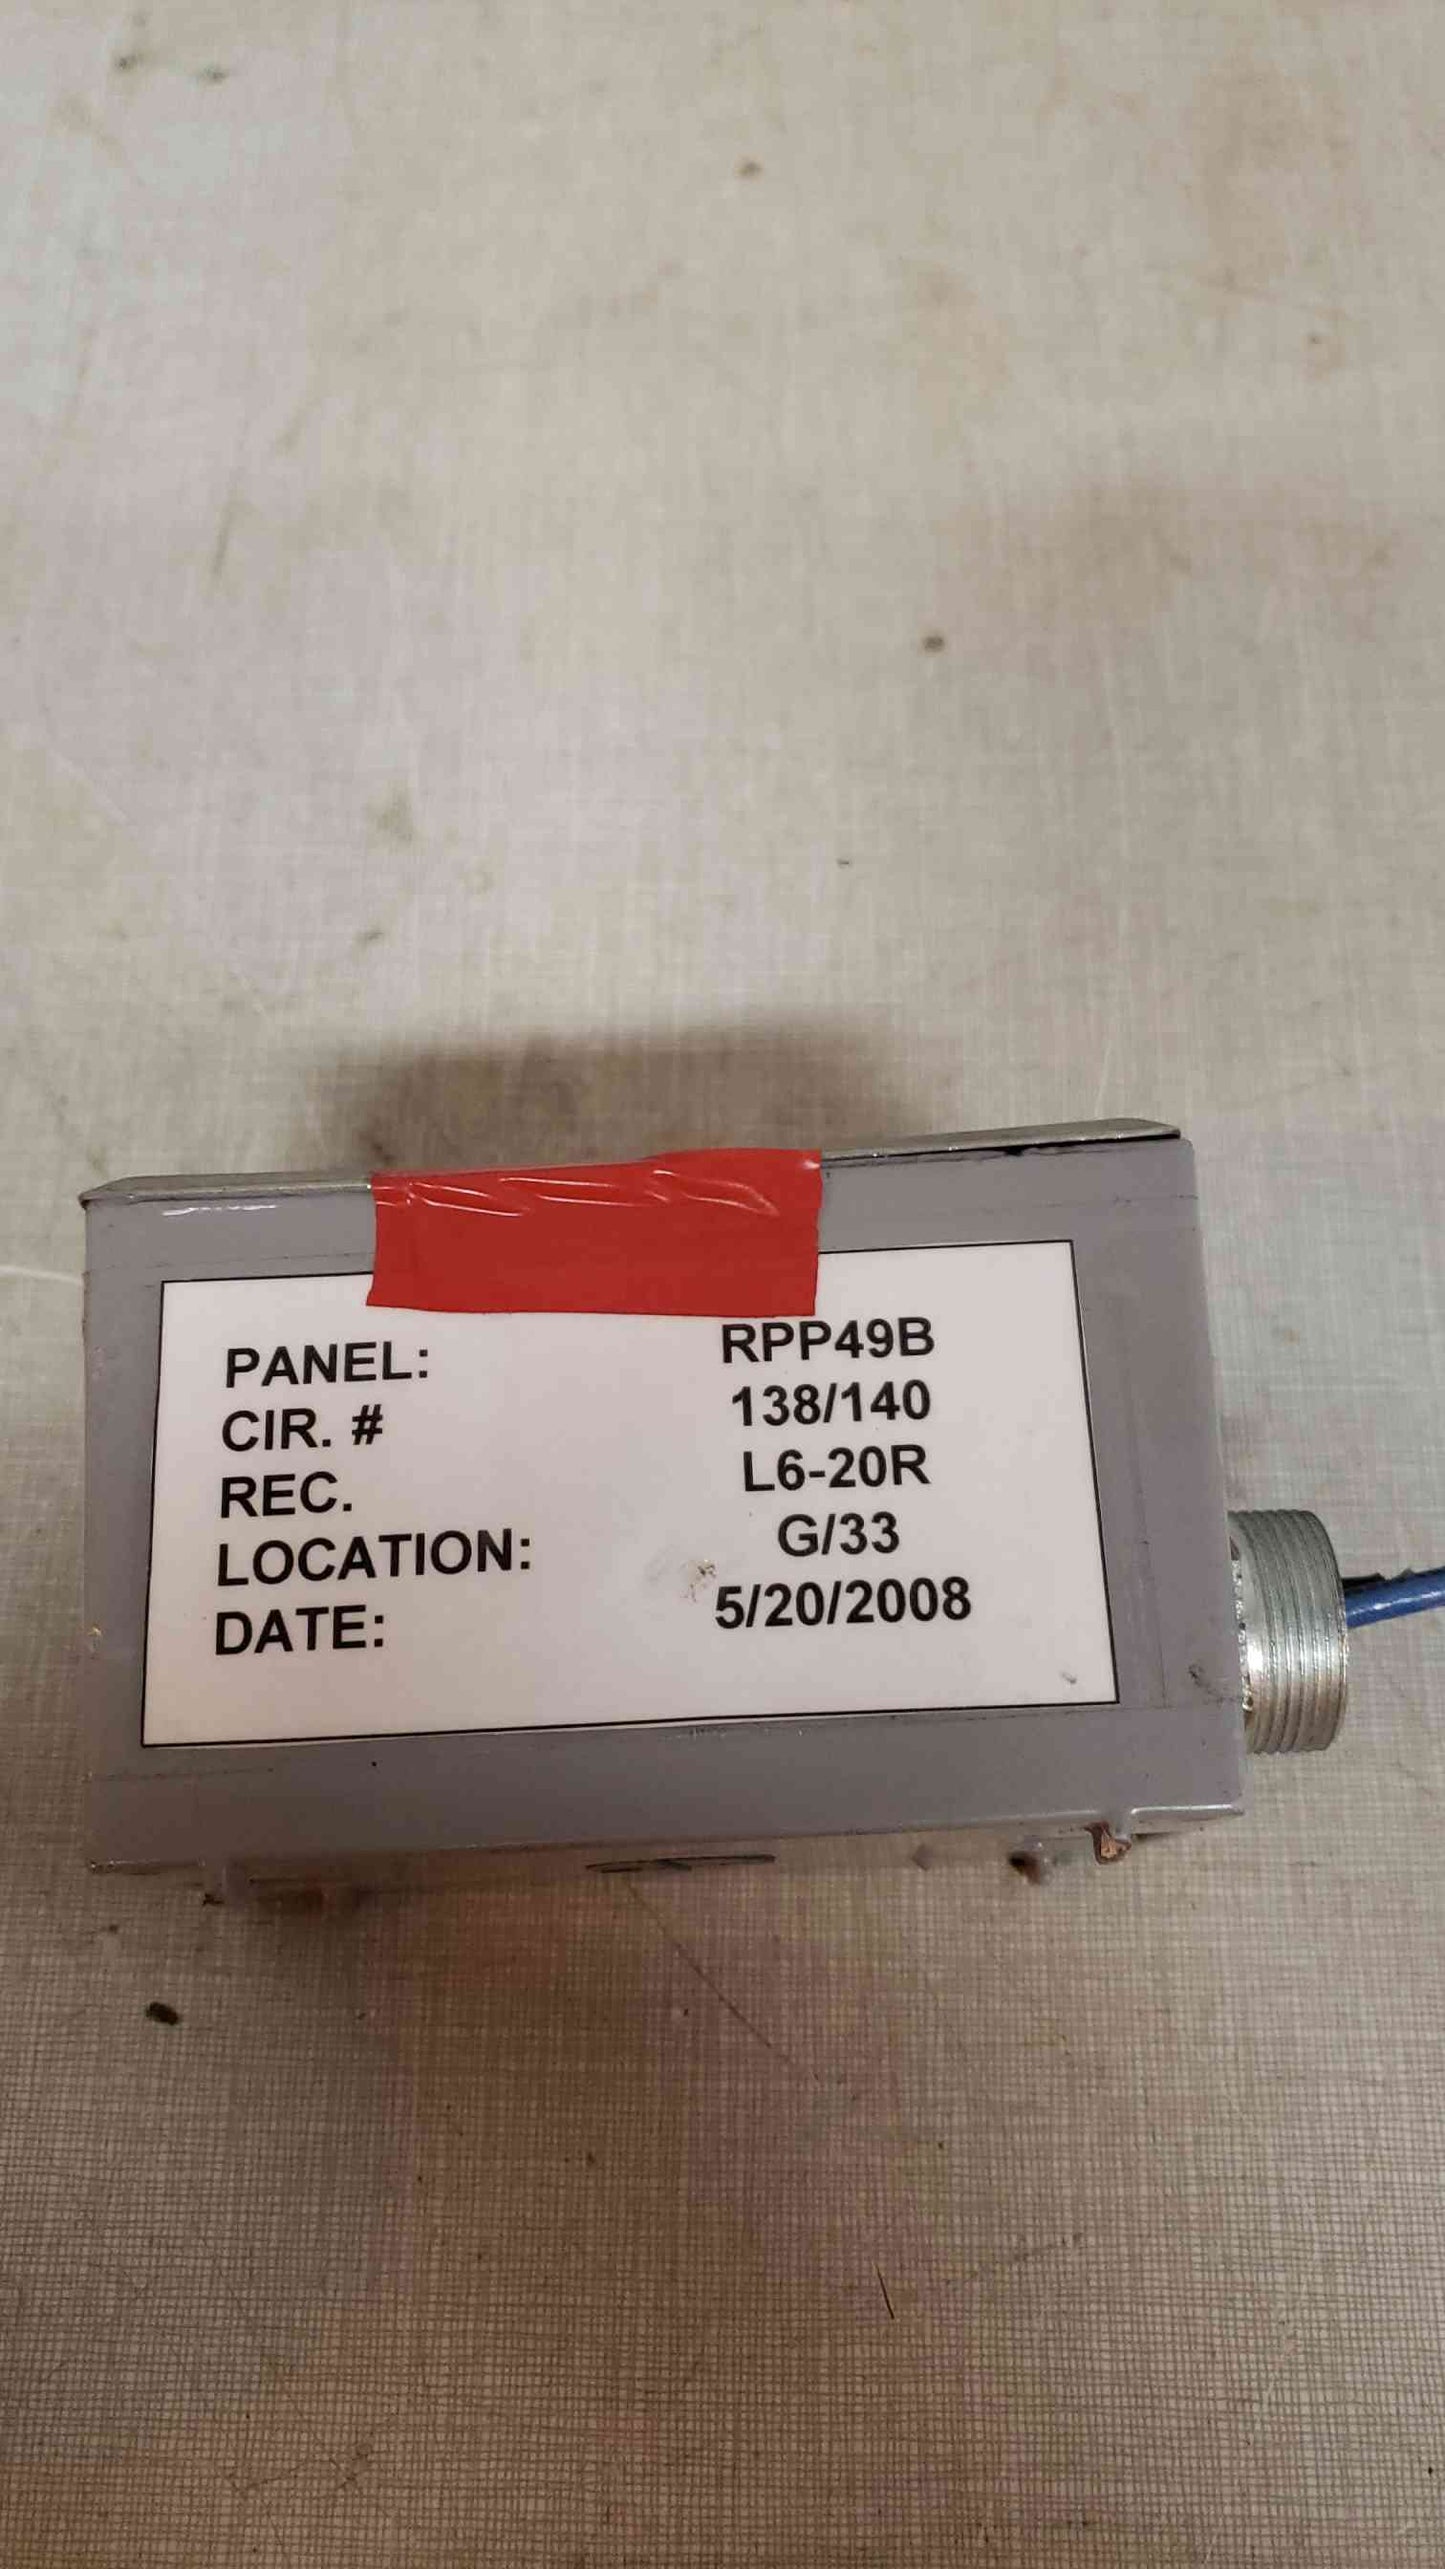 PANEL: RPP49B
CIR. # 138/140
REC. L6-20R
LOCATION: G/33
DATE: 5/20/2008